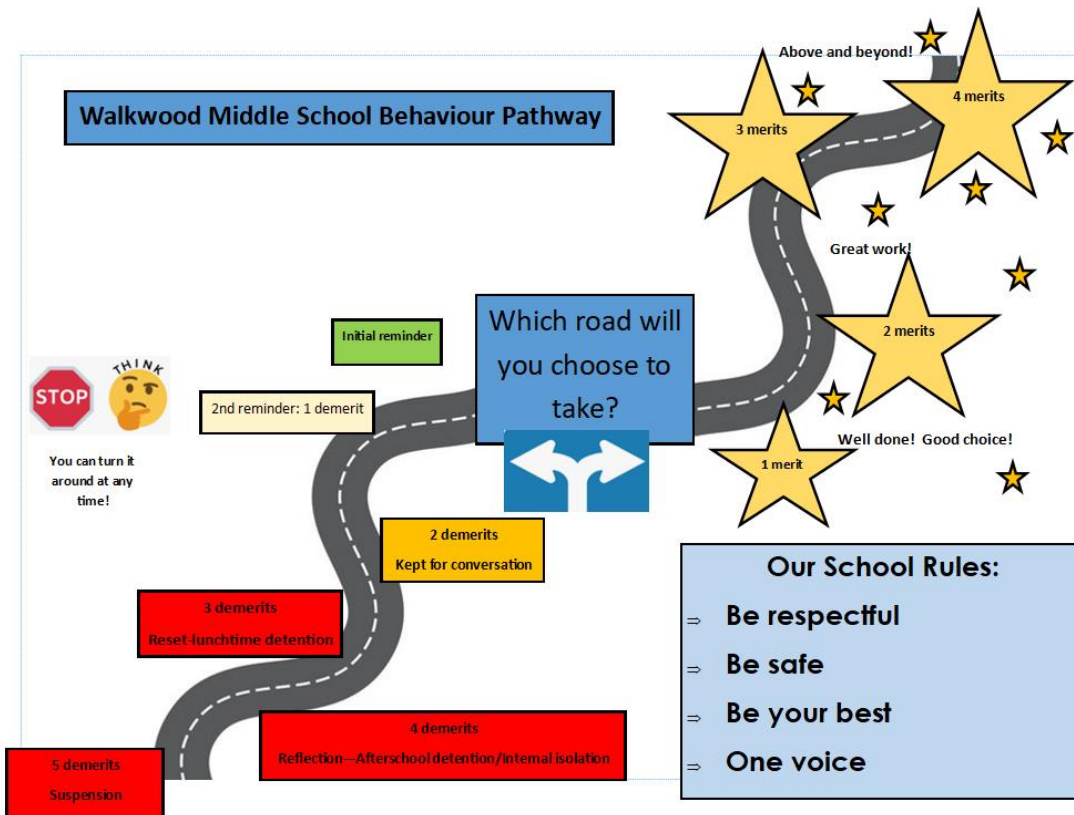 Above and beyond!
4 merits
Walkwood Middle School Behaviour Pathway
3 merits
Great work!
Which road will
you choose to
take?
Initial reminder
2 merits
THINK
STOP
2nd reminder: 1 demerit
Well done! Good choice!
You can turn it
around at any
time!
1 merit
2 demerits
Kept for conversation
Our School Rules:
⇒ Be respectful
⇒ Be safe
⇒ Be your best
⇒ One voice
3 demerits
Reset-lunchtime detention
4 demerits
Reflection—Afterschool detention/Internal isolation
5 demerits
Suspension